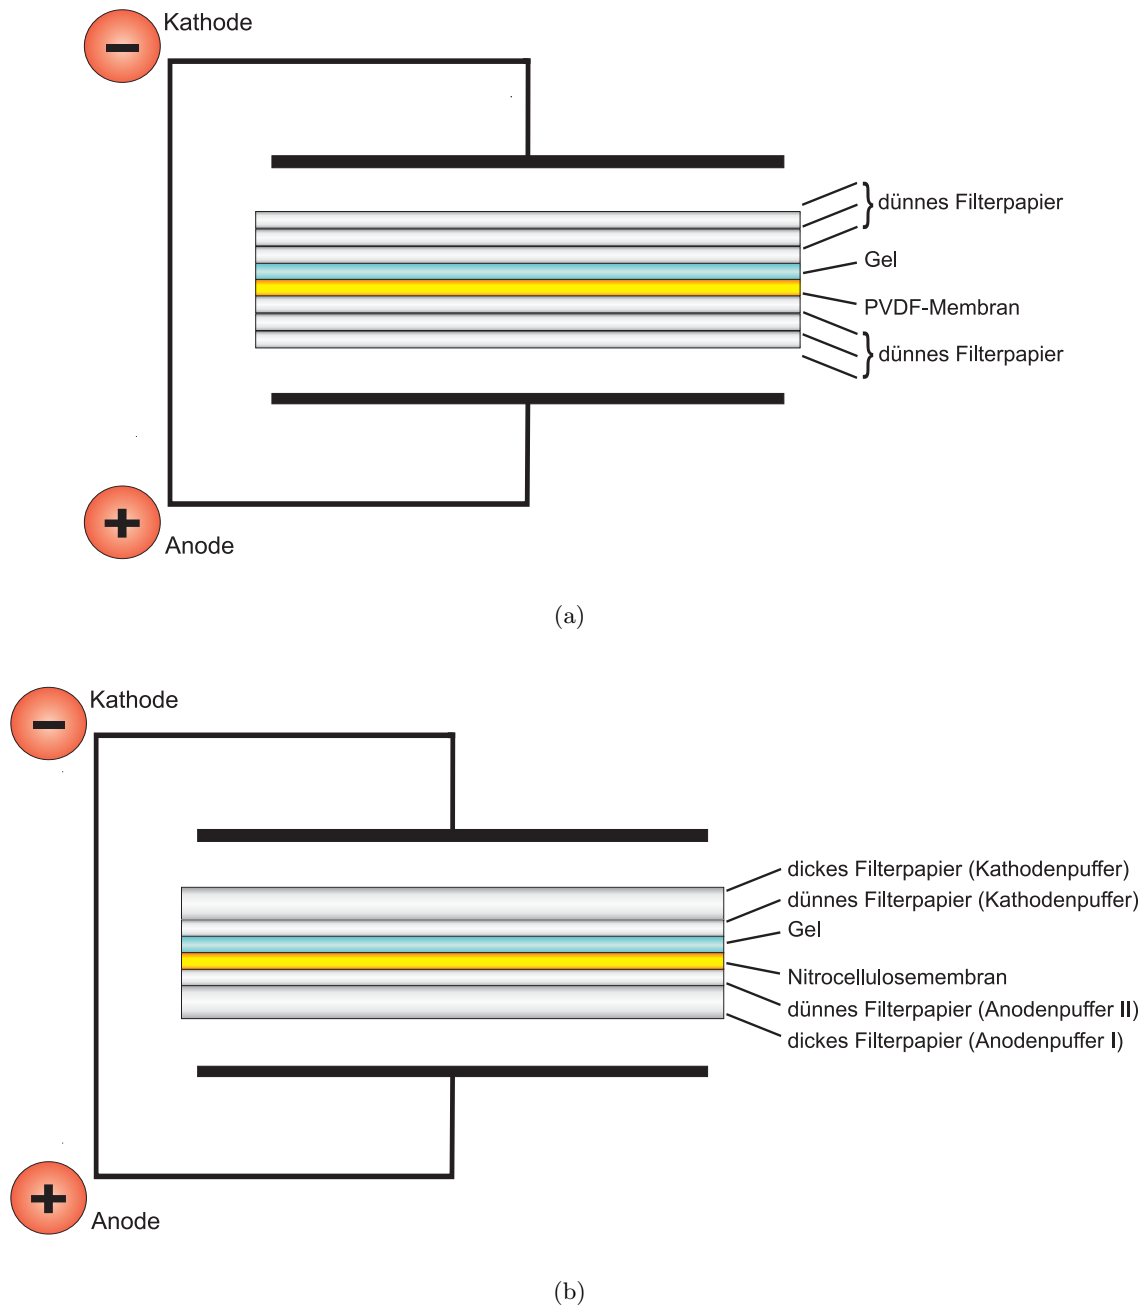 Kathode
dünnes Filterpapier
Gel
PVDF-Membran
dünnes Filterpapier
Anode
(a)
Kathode
dickes Filterpapier (Kathodenpuffer)
dünnes Filterpapier (Kathodenpuffer)
Gel
Nitrocellulosemembran
dünnes Filterpapier (Anodenpuffer II)
dickes Filterpapier (Anodenpuffer I)
Anode
(b)